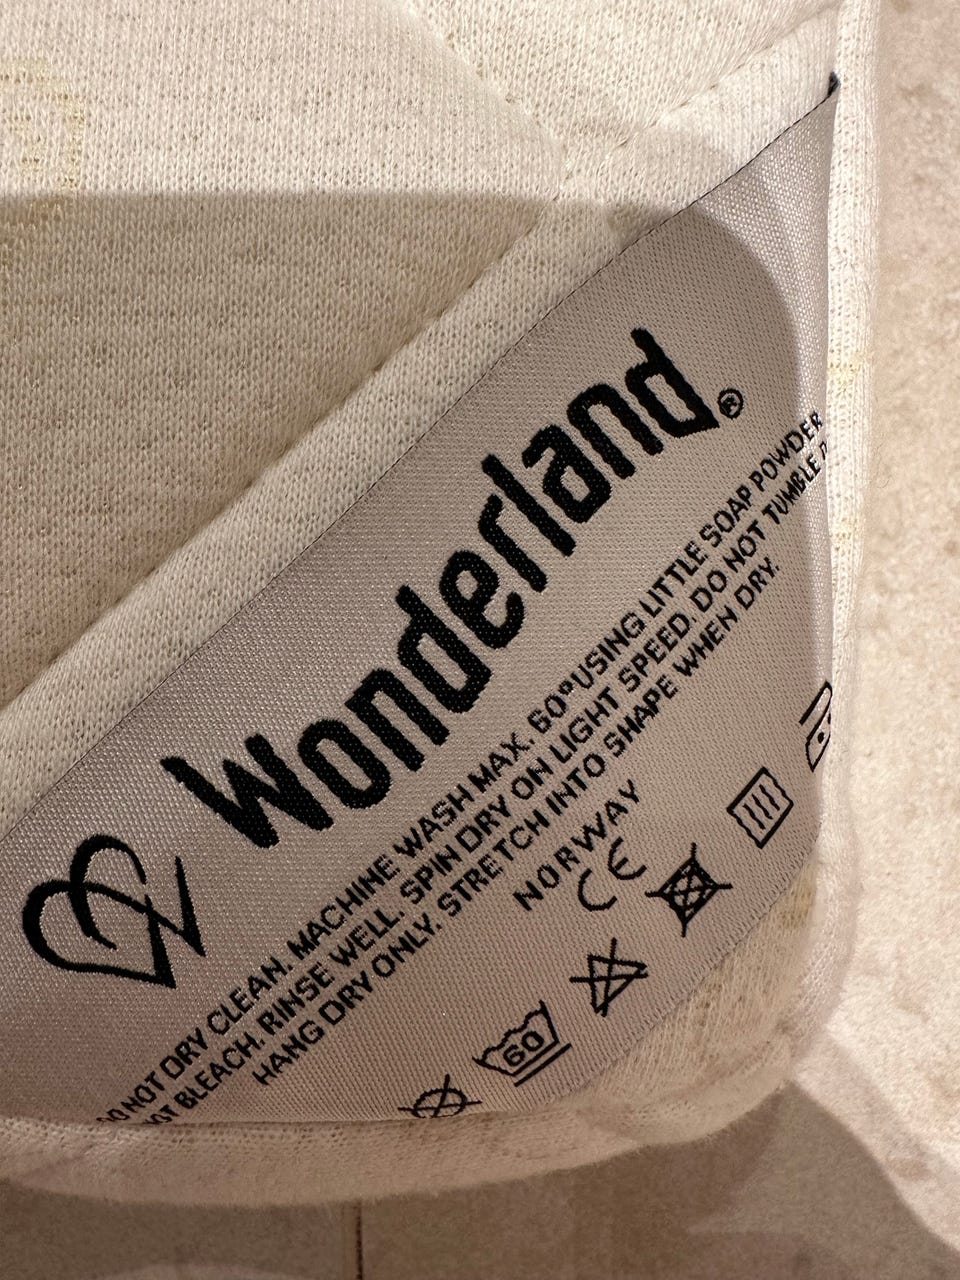 Wonderland®
DO NOT DRY CLEAN. MACHINE WASH MAX. 60° USING LITTLE SOAP POWDER
BLEACH. RINSE WELL. SPIN DRY ON LIGHT SPEED. DO NOT TUMBLE
HANG DRY ONLY. STRETCH INTO SHAPE WHEN DRY.
NORWAY
CE
60